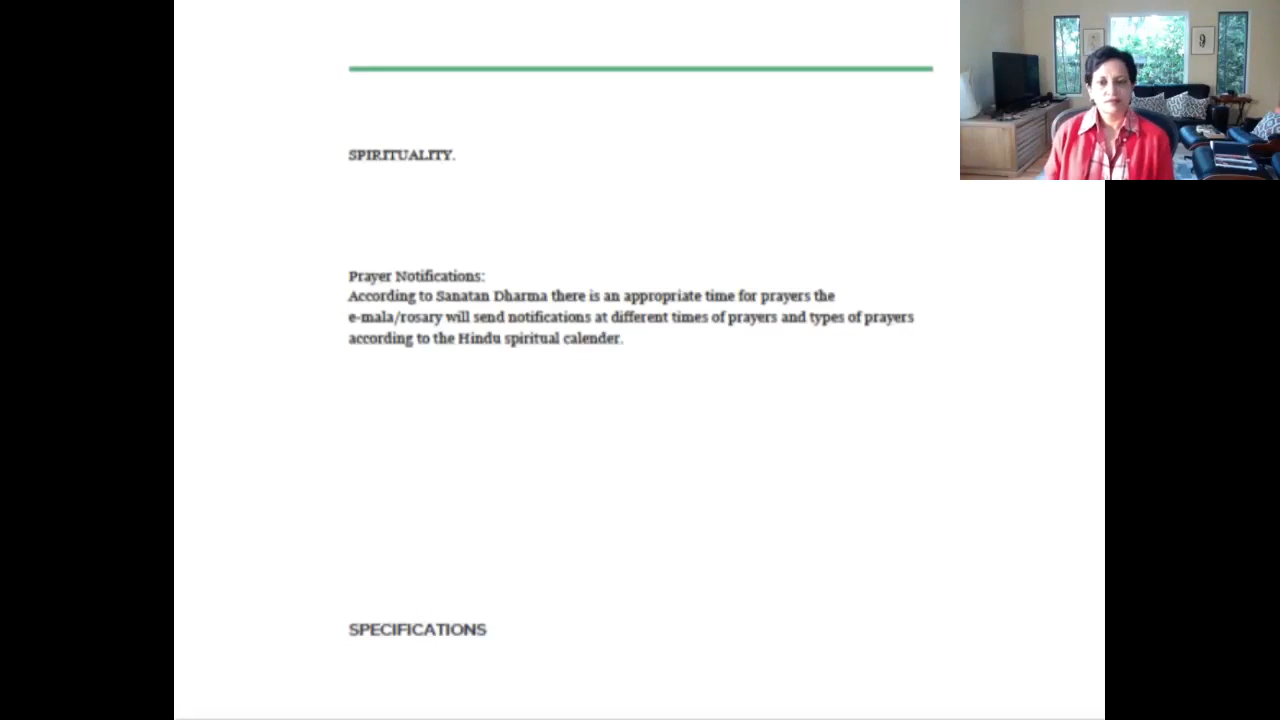 SPIRITUALITY.
Prayer Notifications:
According to Sanatan Dharma there is an appropriate time for prayers the
e-mala/rosary will send notifications at different times of prayers and types of prayers
according to the Hindu spiritual calender.
SPECIFICATIONS